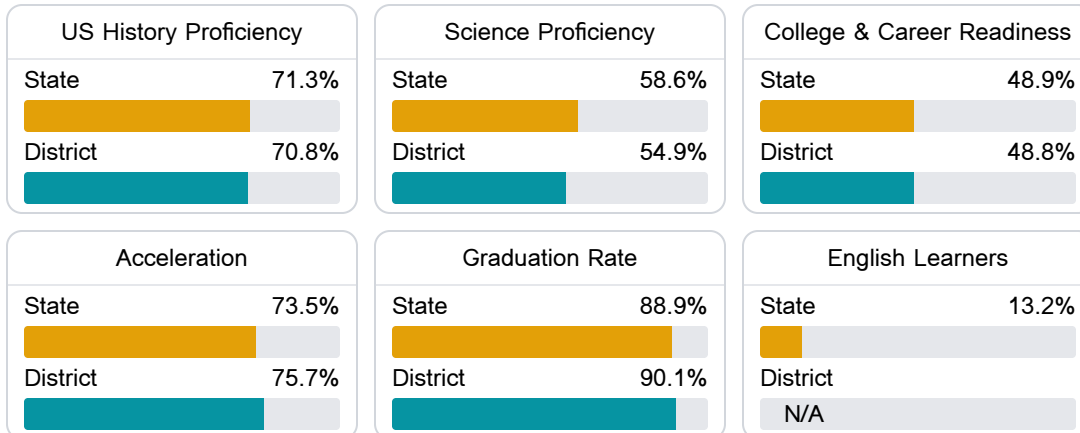 US History Proficiency
State 71.3%
District 70.8%
Science Proficiency
State 58.6%
District 54.9%
College & Career Readiness
State 48.9%
District 48.8%
Acceleration
State 73.5%
District 75.7%
Graduation Rate
State 88.9%
District 90.1%
English Learners
State 13.2%
District
N/A